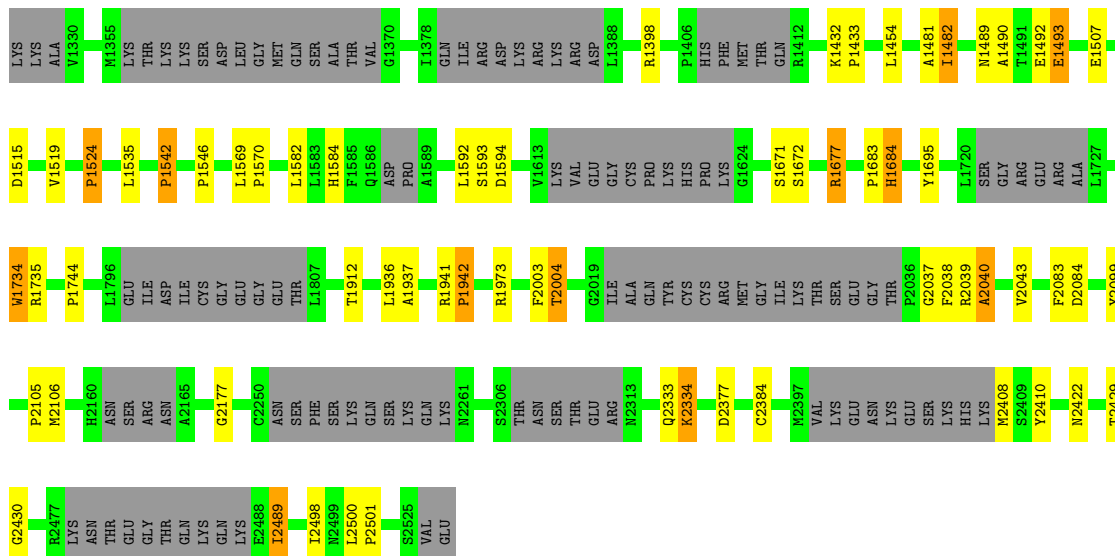 LYS LYS ALA V1330 M1355 LYS THR LYS LYS SER ASP LEU GLY MET GLN SER ALA THR VAL G1370 I1378 GLN ILE ARG ASP LYS ARG LYS ARG ASP L1388 R1398 P1406 HIS PHE MET THR GLN R1412 K1432 P1433 L1454 A1481 I1482 N1489 A1490 T1491 E1492 E1493 E1507
D1515 V1519 P1524 L1535 P1542 P1546 L1569 P1570 L1582 L1583 H1584 F1585 Q1586 ASP PRO A1589 L1592 S1593 D1594 V1613 LYS VAL GLU GLY CYS PRO LYS HIS PRO LYS G1624 S1671 S1672 R1677 P1683 H1684 Y1695 L1720 SER GLY ARG GLU ARG ALA L1727
W1734 R1735 P1744 L1796 GLU ILE ASP ILE CYS GLY GLU GLY GLU THR L1807 T1912 L1936 A1937 R1941 P1942 R1973 F2003 T2004 G2019 ILE ALA GLN TYR CYS CYS ARG MET GLY ILE LYS THR SER GLU GLY THR P2036 G2037 F2038 R2039 A2040 V2043 F2083 D2084 Y2099
P2105 M2106 H2160 ASN SER ARG ASN A2165 G2177 C2250 ASN SER PHE SER LYS GLN SER LYS GLN LYS N2261 S2306 THR ASN SER THR GLU ARG N2313 Q2333 K2334 D2377 C2384 M2397 VAL LYS GLU ASN LYS GLU SER LYS HIS LYS M2408 S2409 Y2410 N2422 T2429
G2430 R2477 LYS ASN THR GLU GLY THR GLN LYS GLN LYS E2488 I2489 I2498 N2499 L2500 P2501 S2525 VAL GLU